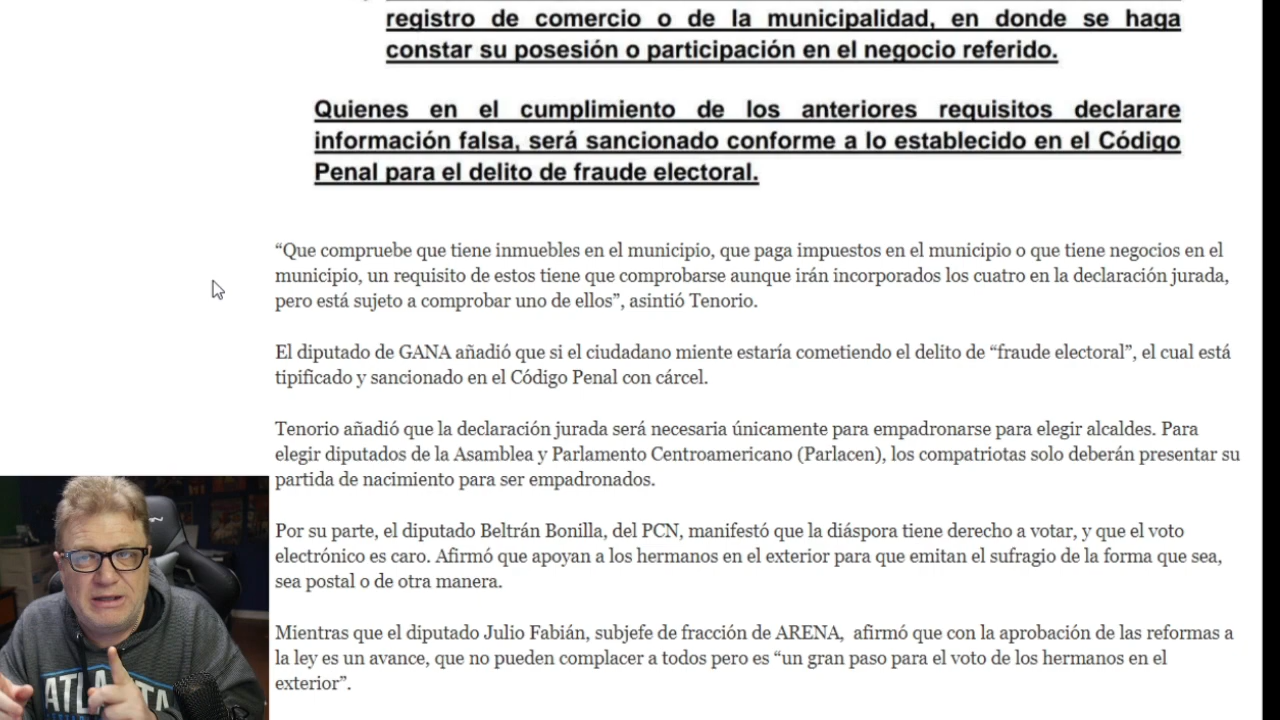 registro de comercio o de la municipalidad, en donde se haga
constar su posesión o participación en el negocio referido.
Quienes en el cumplimiento de los anteriores requisitos declarare
información falsa, será sancionado conforme a lo establecido en el Código
Penal para el delito de fraude electoral.
“Que compruebe que tiene inmuebles en el municipio, que paga impuestos en el municipio o que tiene negocios en el
municipio, un requisito de estos tiene que comprobarse aunque irán incorporados los cuatro en la declaración jurada,
pero está sujeto a comprobar uno de ellos”, asintió Tenorio.
El diputado de GANA añadió que si el ciudadano miente estaría cometiendo el delito de “fraude electoral”, el cual está
tipificado y sancionado en el Código Penal con cárcel.
Tenorio añadió que la declaración jurada será necesaria únicamente para empadronarse para elegir alcaldes. Para
elegir diputados de la Asamblea y Parlamento Centroamericano (Parlacen), los compatriotas solo deberán presentar su
partida de nacimiento para ser empadronados.
Por su parte, el diputado Beltrán Bonilla, del PCN, manifestó que la diáspora tiene derecho a votar, y que el voto
electrónico es caro. Afirmó que apoyan a los hermanos en el exterior para que emitan el sufragio de la forma que sea,
sea postal o de otra manera.
Mientras que el diputado Julio Fabián, subjefe de fracción de ARENA, afirmó que con la aprobación de las reformas a
la ley es un avance, que no pueden complacer a todos pero es “un gran paso para el voto de los hermanos en el
exterior”.
ATLANTA